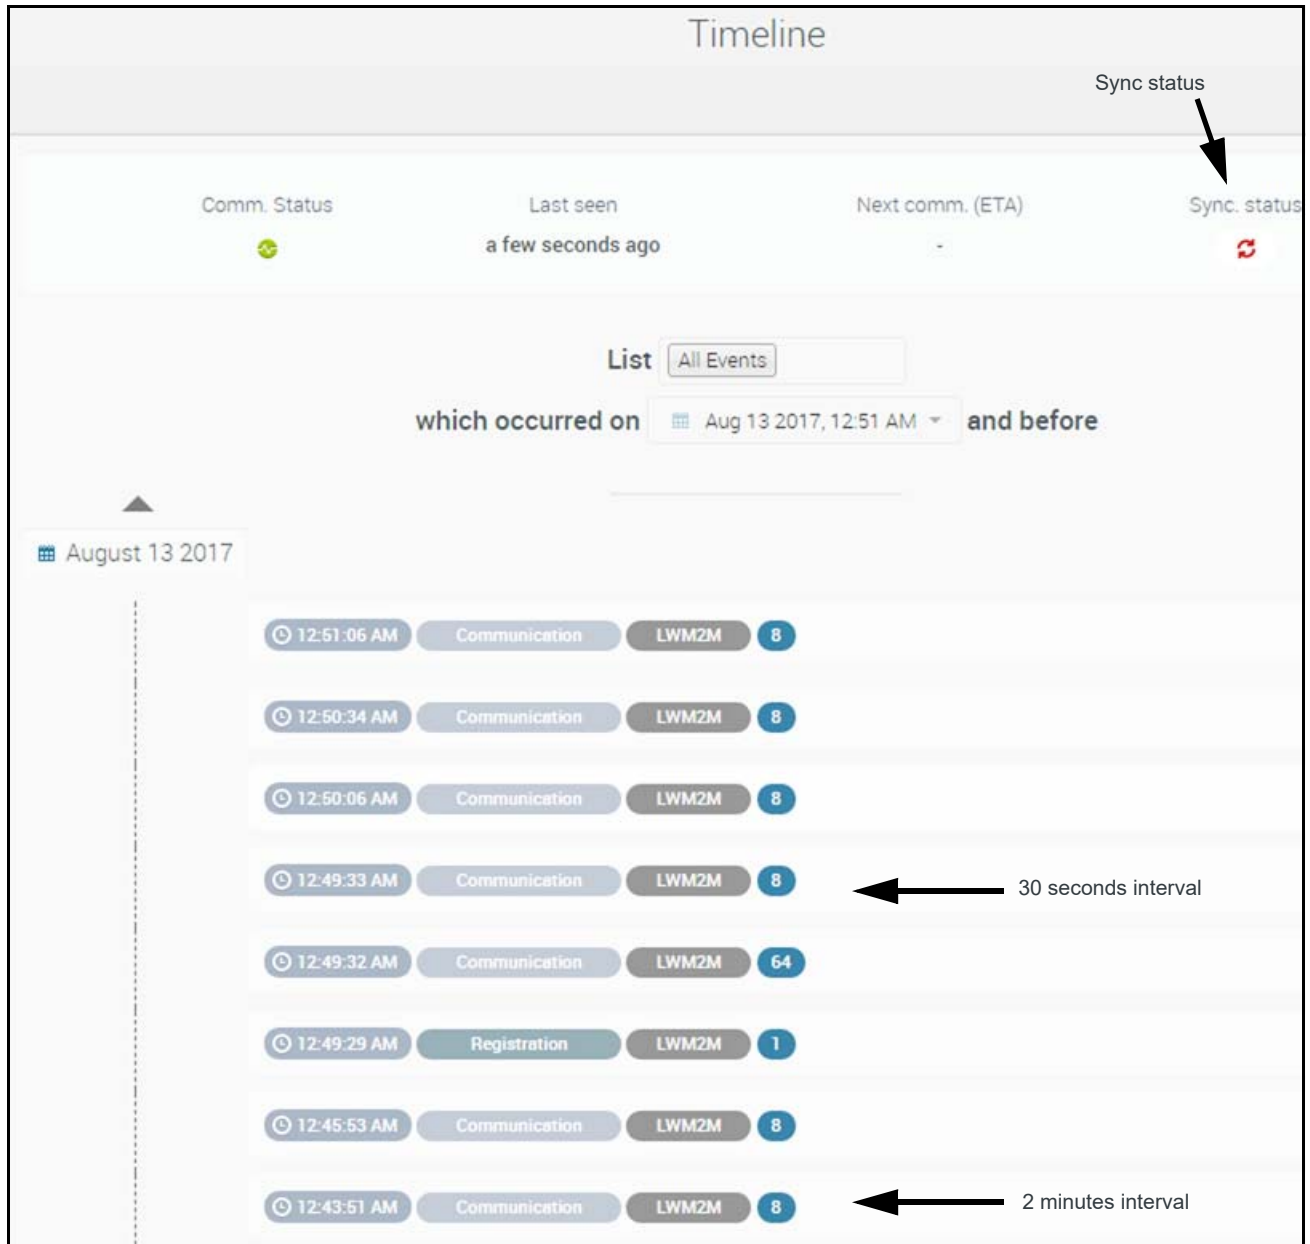 Timeline
Sync status
Comm. Status Last seen Next comm. (ETA) Sync. status
a few seconds ago -
List All Events
which occurred on Aug 13 2017, 12:51 AM and before
August 13 2017
12:51:06 AM Communication LWM2M 8
12:50:34 AM Communication LWM2M 8
12:50:06 AM Communication LWM2M 8
12:49:33 AM Communication LWM2M 8 30 seconds interval
12:49:32 AM Communication LWM2M 64
12:49:29 AM Registration LWM2M 1
12:45:53 AM Communication LWM2M 8
12:43:51 AM Communication LWM2M 8 2 minutes interval